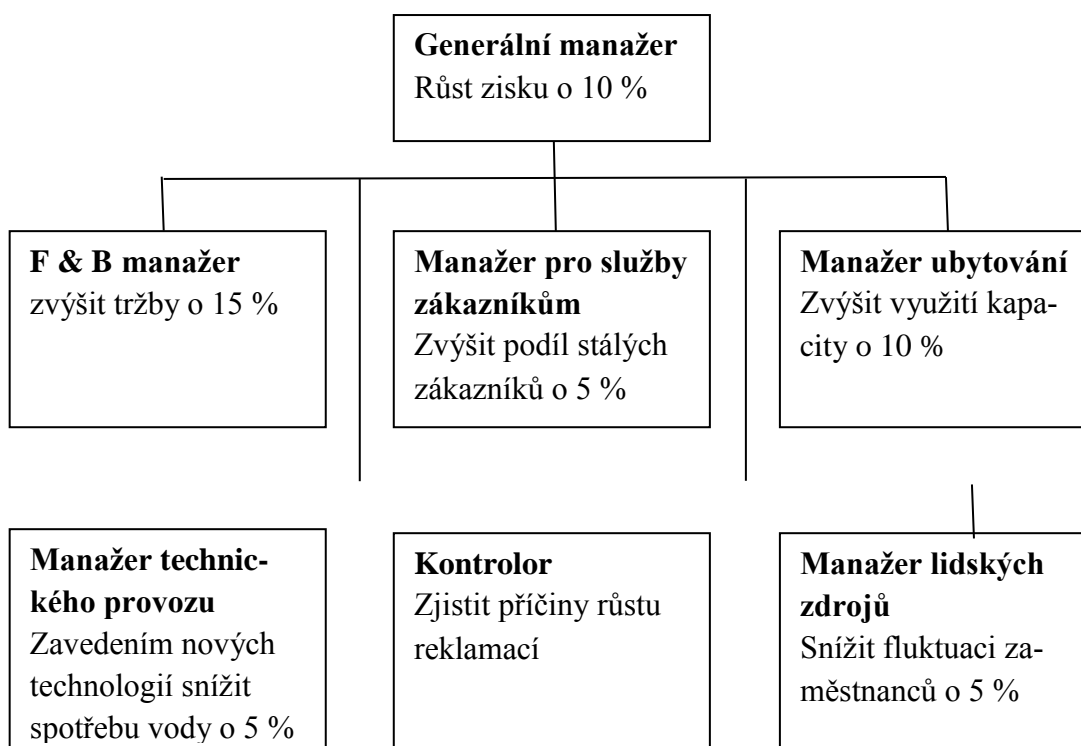 Generální manažer
Růst zisku o 10 %
F & B manažer
zvýšit tržby o 15 %
Manažer pro služby
zákazníkům
Zvýšit podíl stálých
zákazníků o 5 %
Manažer ubytování
Zvýšit využití kapa-
city o 10 %
Manažer technic-
kého provozu
Zavedením nových
technologií snížit
spotřebu vody o 5 %
Kontrolor
Zjistit příčiny růstu
reklamací
Manažer lidských
zdrojů
Snížit fluktuaci za-
městnanců o 5 %